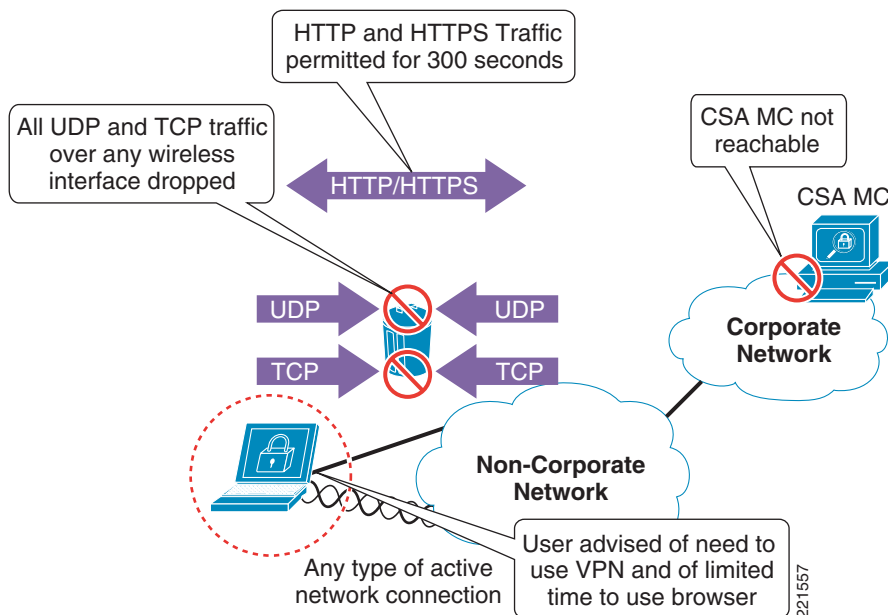 HTTP and HTTPS Traffic
permitted for 300 seconds
All UDP and TCP traffic
over any wireless
interface dropped
CSA MC not
reachable
HTTP/HTTPS
CSA MC
UDP
UDP
Corporate
Network
TCP
TCP
Non-Corporate
Network
User advised of need to
use VPN and of limited
time to use browser
Any type of active
network connection
221557